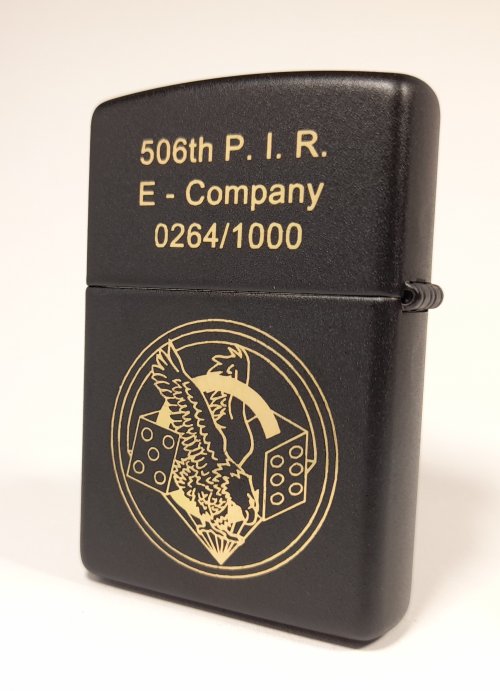 506th P. I. R.
E - Company
0264/1000